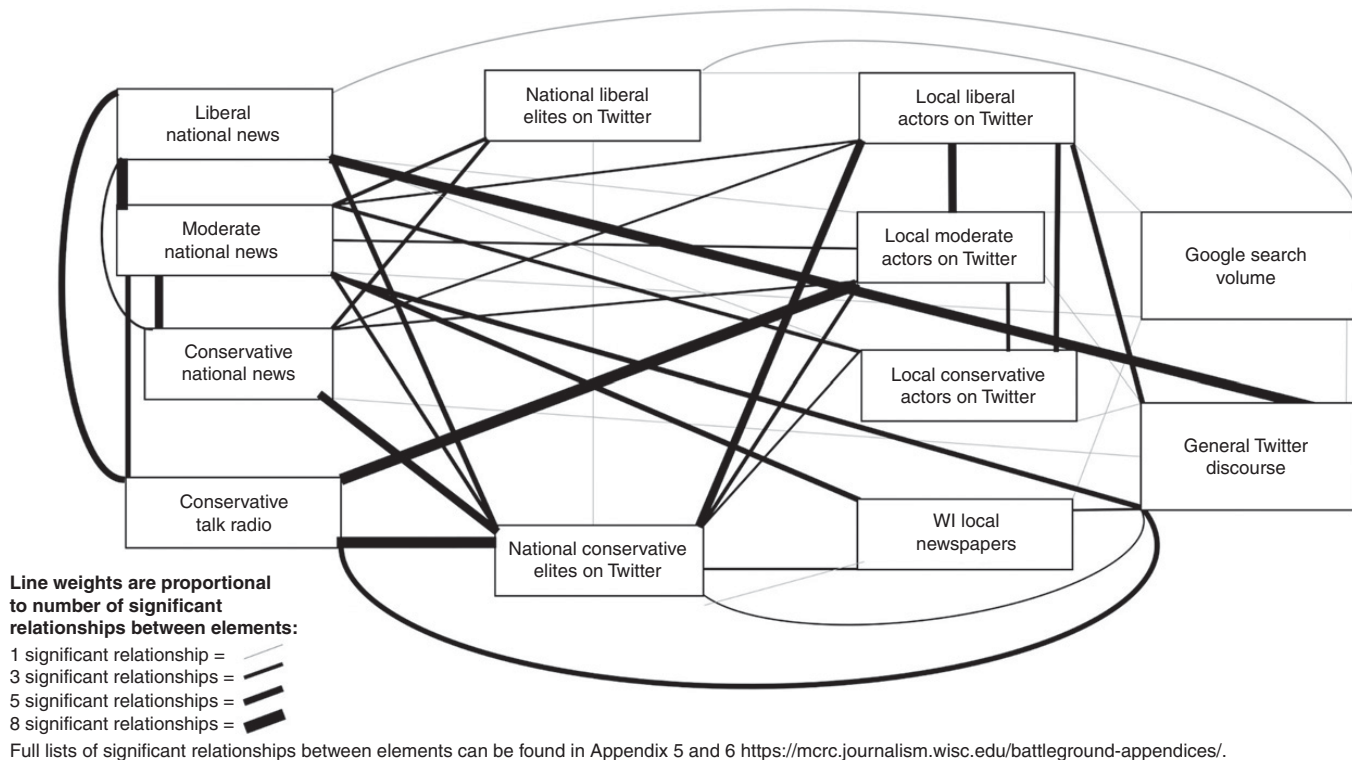 Liberal
national news
National liberal
elites on Twitter
Local liberal
actors on Twitter
Moderate
national news
Local moderate
actors on Twitter
Google search
volume
Conservative
national news
Local conservative
actors on Twitter
General Twitter
discourse
Conservative
talk radio
National conservative
elites on Twitter
WI local
newspapers
Line weights are proportional
to number of significant
relationships between elements:
1 significant relationship =
3 significant relationships =
5 significant relationships =
8 significant relationships =
Full lists of significant relationships between elements can be found in Appendix 5 and 6 https://mcrc.journalism.wisc.edu/battleground-appendices/.